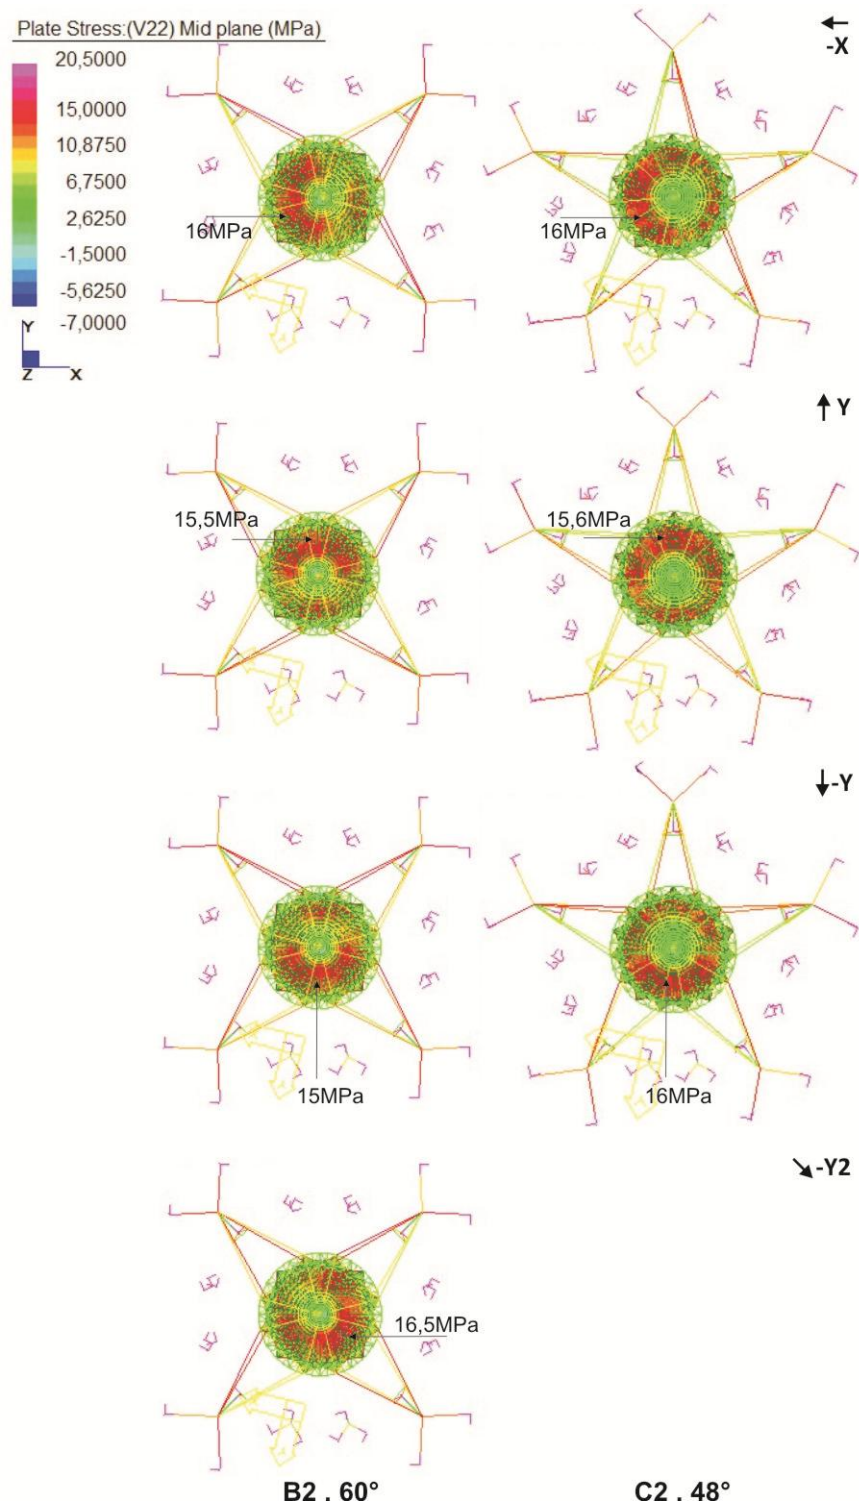 Plate Stress:(V22) Mid plane (MPa)
20,5000
15,0000
10,8750
6,7500
2,6250
-1,5000
-5,6250
-7,0000
Y
Z X
-X
16MPa
16MPa
Y
15,5MPa
15,6MPa
-Y
15MPa
16MPa
-Y2
16,5MPa
B2 . 60°
C2 . 48°